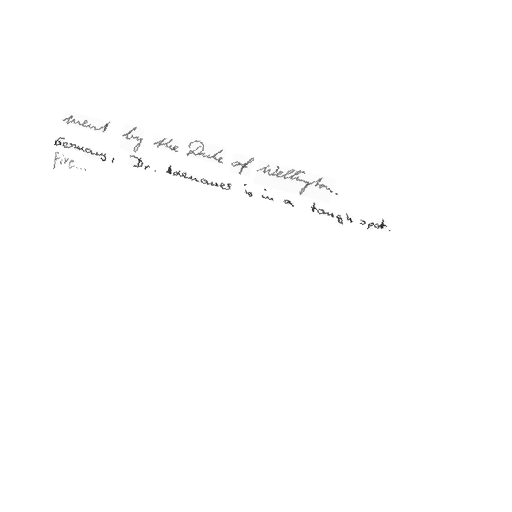 ment by the Duke of Wellington.
Germany, Dr. Adenauer is in a tough spot.
Five...